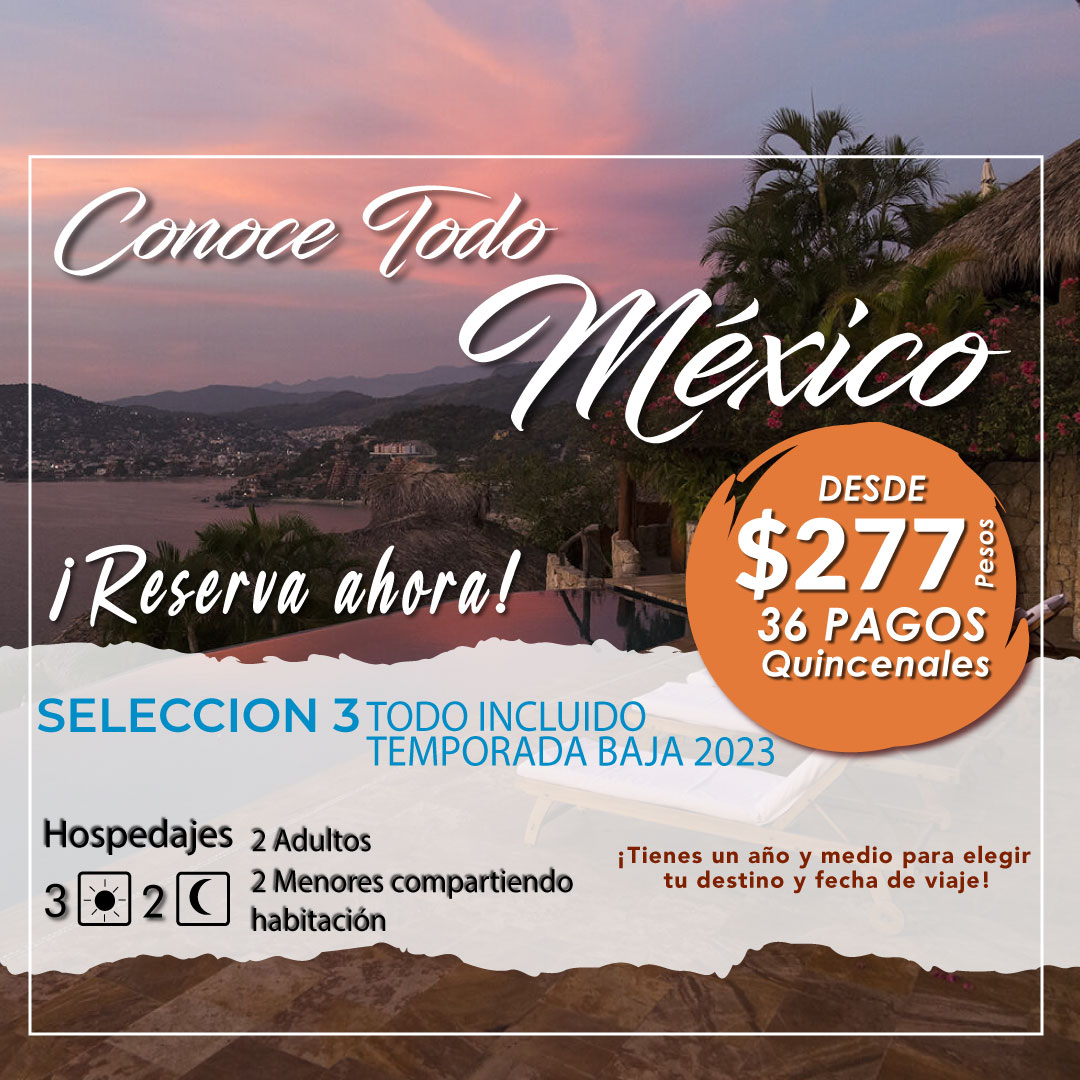 Conoce Todo
México
DESDE
$277 Pesos
36 PAGOS
Quincenales
¡Reserva ahora!
SELECCION 3 TODO INCLUIDO
TEMPORADA BAJA 2023
Hospedajes
3 2
2 Adultos
2 Menores compartiendo
habitación
¡Tienes un año y medio para elegir
tu destino y fecha de viaje!